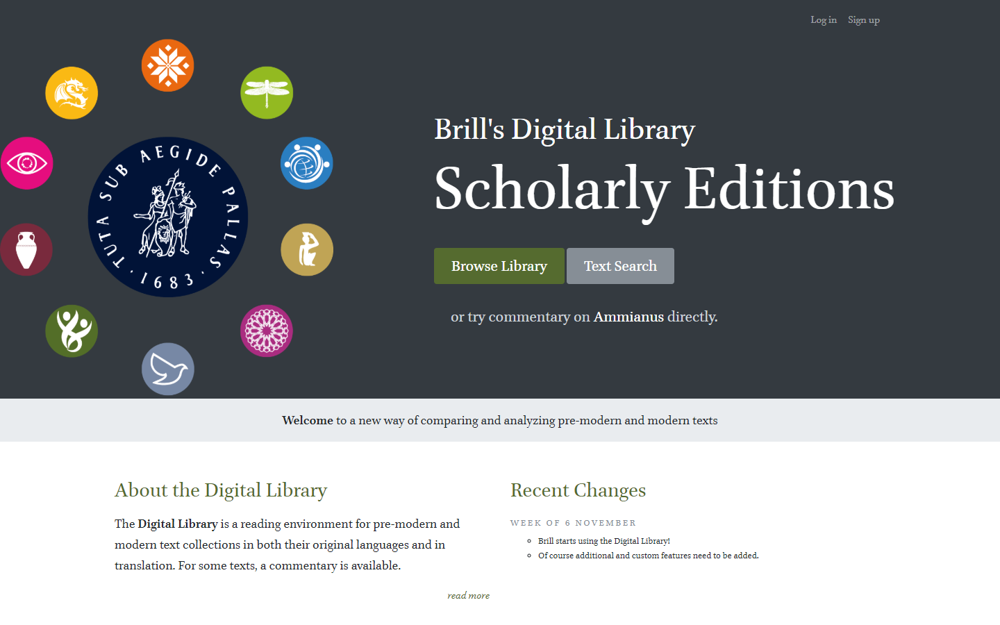 Log in Sign up
TUTA SUB AEGIDE PALLAS · 1683 ·
Brill's Digital Library
Scholarly Editions
Browse Library Text Search
or try commentary on Ammianus directly.
Welcome to a new way of comparing and analyzing pre-modern and modern texts
About the Digital Library
The Digital Library is a reading environment for pre-modern and
modern text collections in both their original languages and in
translation. For some texts, a commentary is available.
read more
Recent Changes
WEEK OF 6 NOVEMBER
Brill starts using the Digital Library!
Of course additional and custom features need to be added.